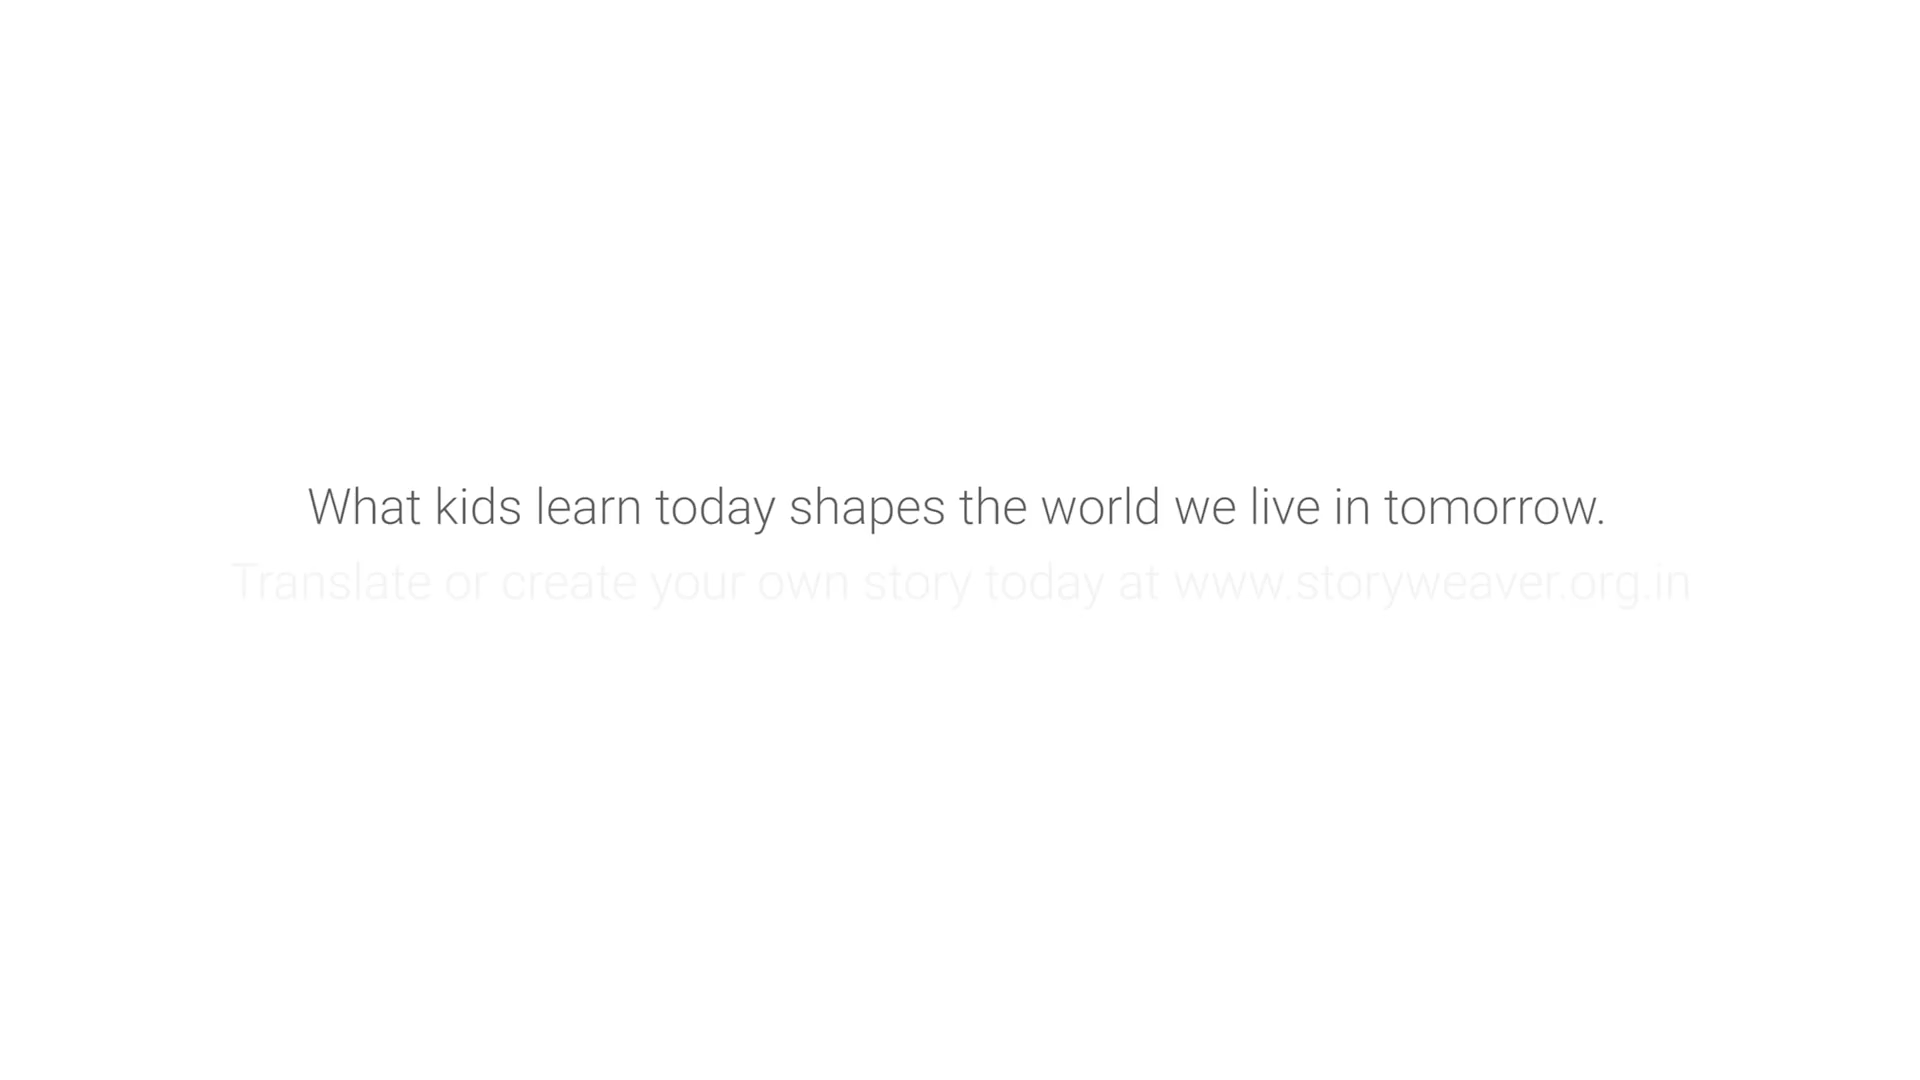 What kids learn today shapes the world we live in tomorrow.
Translate or create your own story today at www.storyweaver.org.in